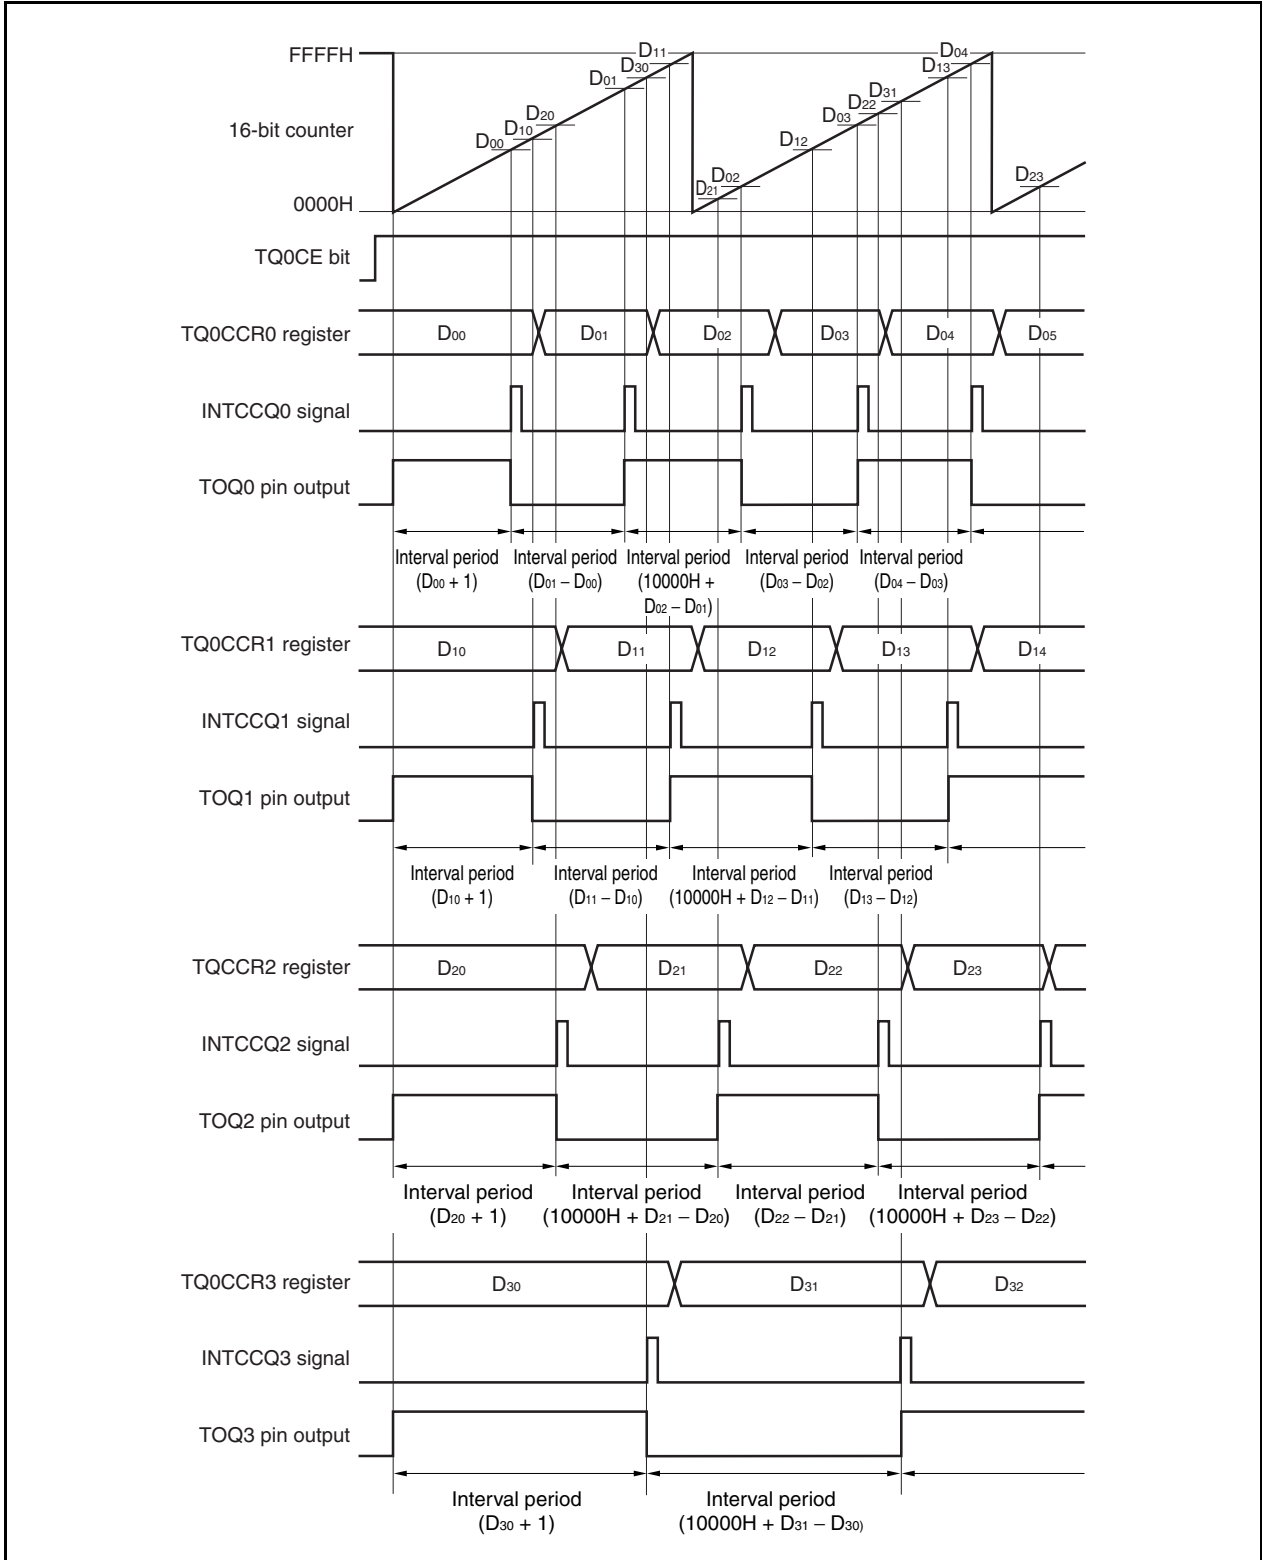 FFFFH
16-bit counter
0000H
D00
D10
D20
D01
D30
D11
D21
D02
D12
D03
D22
D31
D13
D04
D23
TQ0CE bit
TQ0CCR0 register
D00
D01
D02
D03
D04
D05
INTCCQ0 signal
TOQ0 pin output
Interval period
(D00 + 1)
Interval period
(D01 – D00)
Interval period
(10000H +
D02 – D01)
Interval period
(D03 – D02)
Interval period
(D04 – D03)
TQ0CCR1 register
D10
D11
D12
D13
D14
INTCCQ1 signal
TOQ1 pin output
Interval period
(D10 + 1)
Interval period
(D11 – D10)
Interval period
(10000H + D12 – D11)
Interval period
(D13 – D12)
TQCCR2 register
D20
D21
D22
D23
INTCCQ2 signal
TOQ2 pin output
Interval period
(D20 + 1)
Interval period
(10000H + D21 – D20)
Interval period
(D22 – D21)
Interval period
(10000H + D23 – D22)
TQ0CCR3 register
D30
D31
D32
INTCCQ3 signal
TOQ3 pin output
Interval period
(D30 + 1)
Interval period
(10000H + D31 – D30)